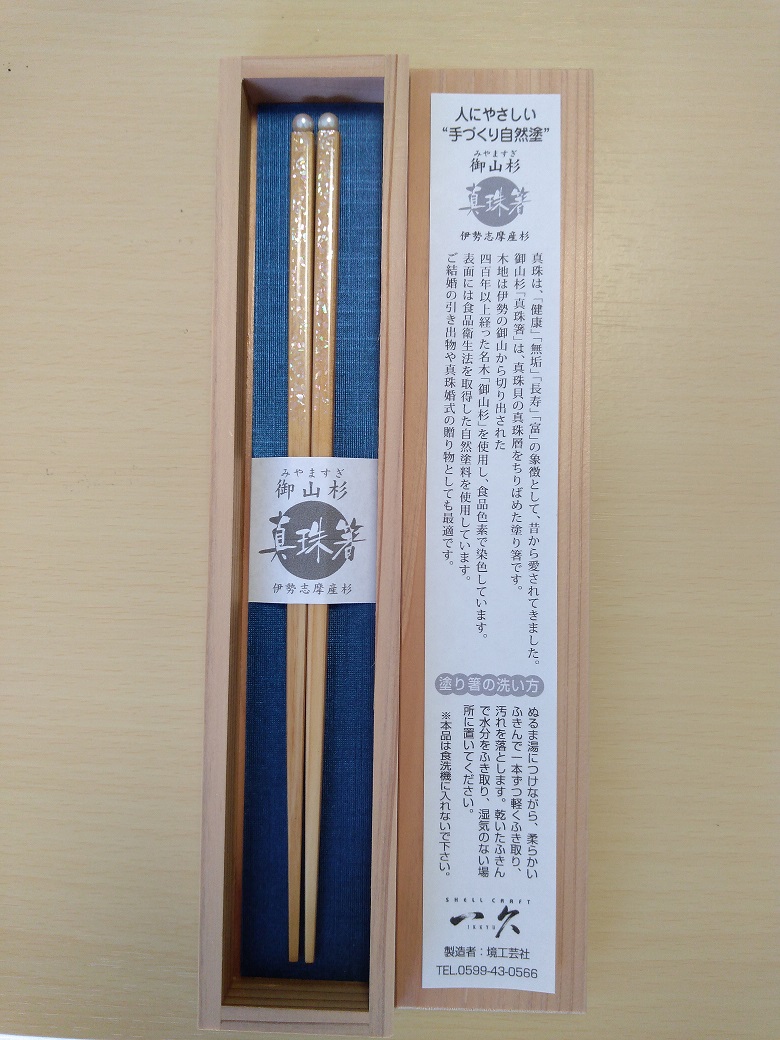 みやますぎ
御山杉
真珠箸
伊勢志摩産杉
人にやさしい
“手づくり自然塗”
みやますぎ
御山杉
真珠箸
伊勢志摩産杉
真珠は、「健康」「無垢」「長寿」「富」の象徴として、昔から愛されてきました。
御山杉「真珠箸」は、真珠貝の真珠層をちりばめた塗り箸です。
木地は伊勢の御山から切り出された
四百年以上経った名木「御山杉」を使用し、食品色素で染色しています。
表面には食品衛生法を取得した自然塗料を使用しています。
ご結婚の引き出物や真珠婚式の贈り物としても最適です。
塗り箸の洗い方
ぬるま湯につけながら、柔らかい
ふきんで一本ずつ軽くふき取り、
汚れを落とします。乾いたふきん
で水分をふき取り、湿気のない場
所に置いてください。
※本品は食洗機に入れないで下さい。
SHELL CRAFT
一久
IKKYU
製造者：境工芸社
TEL.0599-43-0566